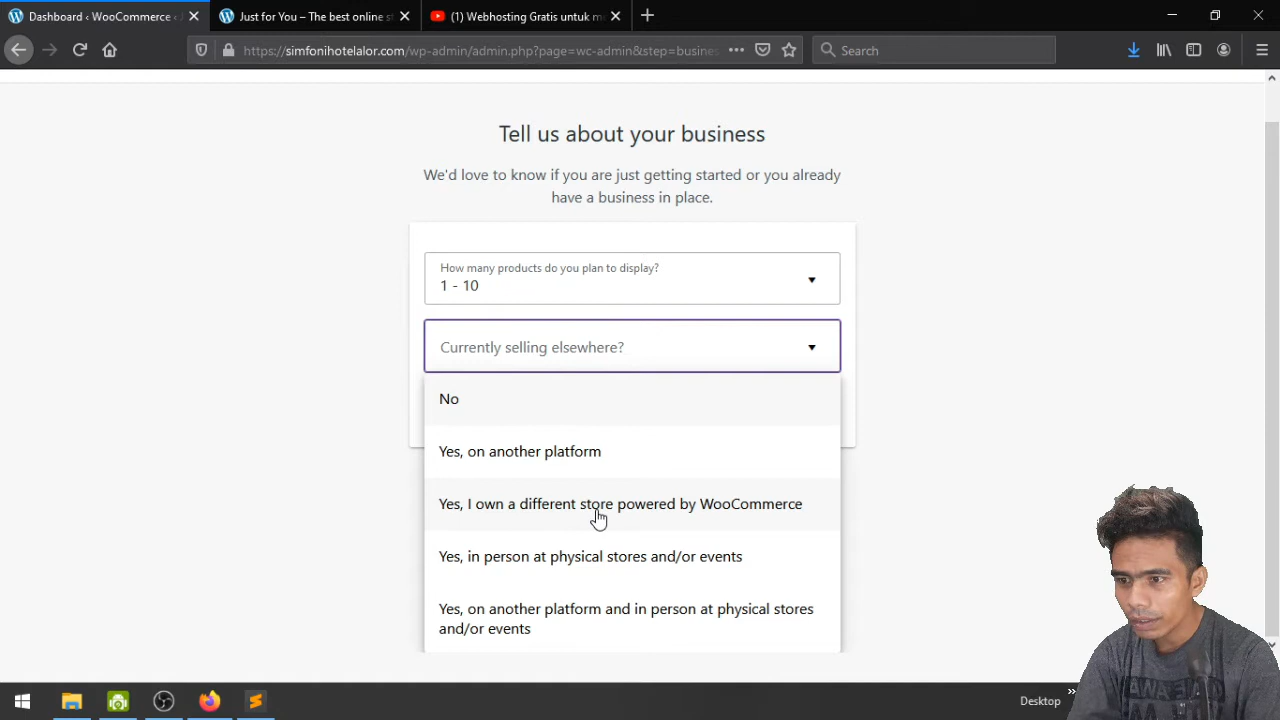 Dashboard ‹ WooCommerce ‹
Just for You – The best online s
(1) Webhosting Gratis untuk m
https://simfonihotelalor.com/wp-admin/admin.php?page=wc-admin&step=busines
Search
Tell us about your business
We'd love to know if you are just getting started or you already
have a business in place.
How many products do you plan to display?
1 - 10
Currently selling elsewhere?
No
Yes, on another platform
Yes, I own a different store powered by WooCommerce
Yes, in person at physical stores and/or events
Yes, on another platform and in person at physical stores
and/or events
Desktop